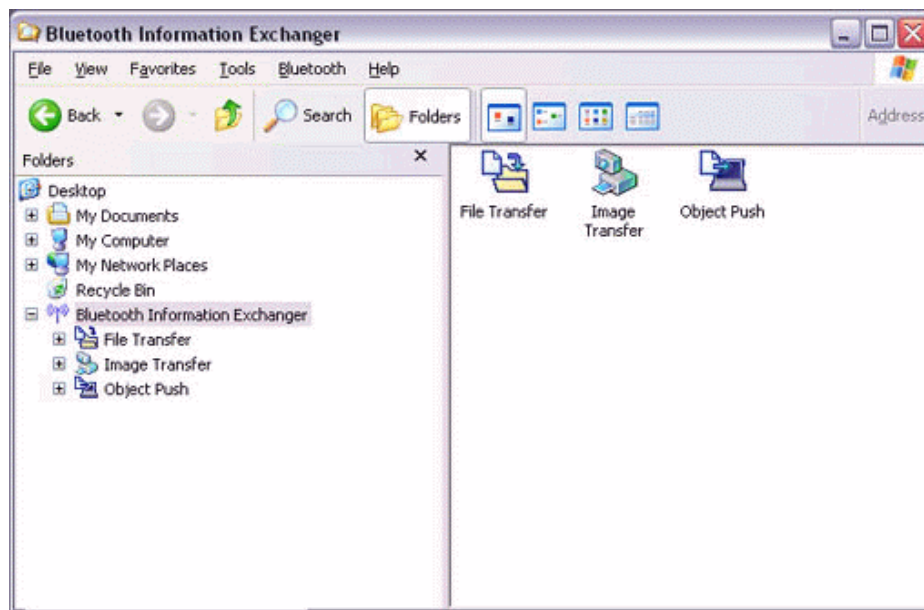 Bluetooth Information Exchanger
File View Favorites Tools Bluetooth Help
Back Search Folders Address
Folders
Desktop
My Documents
My Computer
My Network Places
Recycle Bin
Bluetooth Information Exchanger
File Transfer
Image Transfer
Object Push
File Transfer
Image
Transfer
Object Push